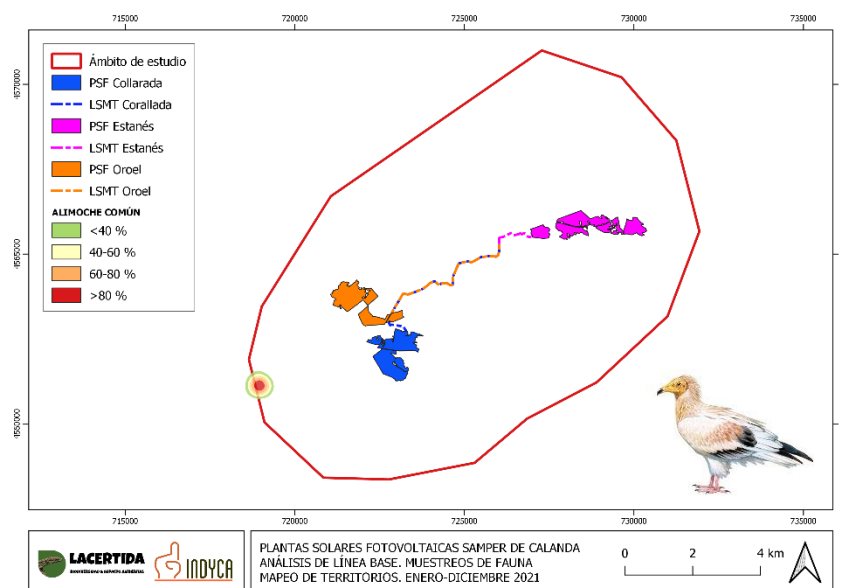 715000 720000 725000 730000 735000
4570000
4565000
4560000
Ámbito de estudio
PSF Collarada
LSMT Corallada
PSF Estanés
LSMT Estanés
PSF Oroel
LSMT Oroel
ALIMOCHE COMÚN
<40 %
40-60 %
60-80 %
>80 %
715000 720000 725000 730000 735000
LACERTIDA
INDYCA
PLANTAS SOLARES FOTOVOLTAICAS SAMPER DE CALANDA
ANÁLISIS DE LÍNEA BASE. MUESTREOS DE FAUNA
MAPEO DE TERRITORIOS. ENERO-DICIEMBRE 2021
0 2 4 km